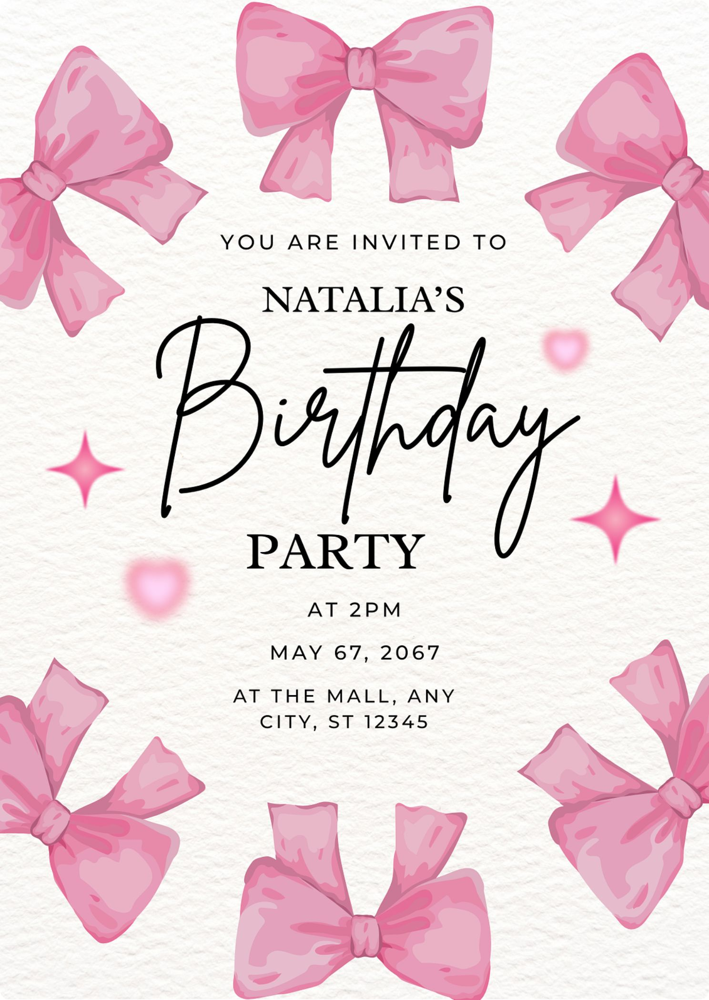 YOU ARE INVITED TO
NATALIA’S
Birthday
PARTY
AT 2PM
MAY 67, 2067
AT THE MALL, ANY
CITY, ST 12345